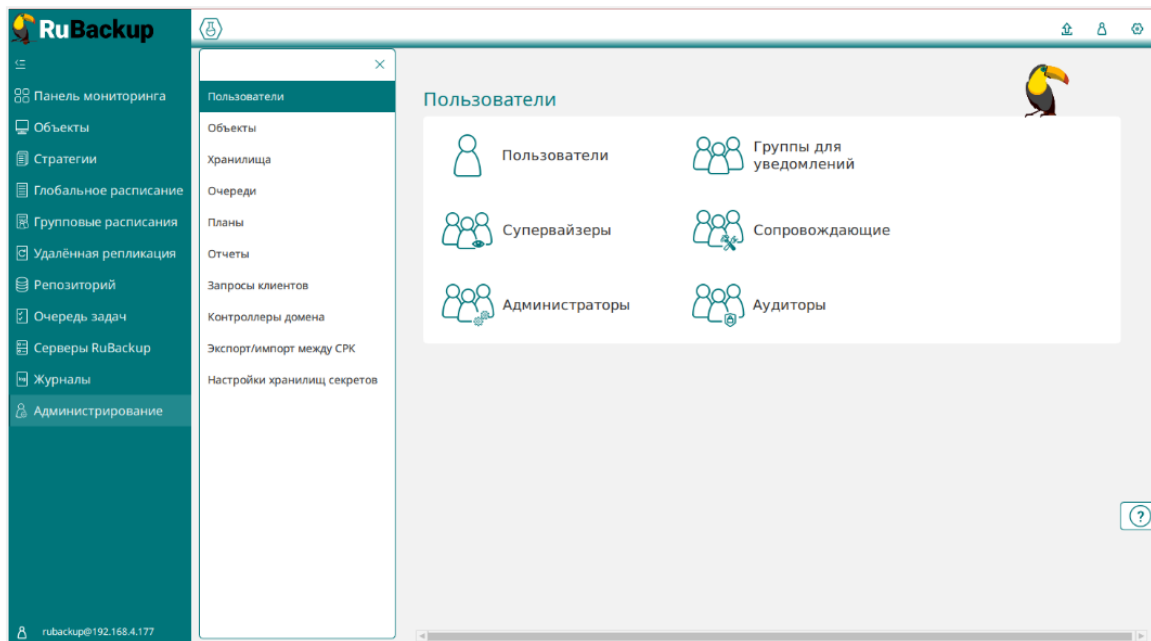 RuBackup
Панель мониторинга
Объекты
Стратегии
Глобальное расписание
Групповые расписания
Удалённая репликация
Репозиторий
Очередь задач
Серверы RuBackup
Журналы
Администрирование
rubackup@192.168.4.177
Пользователи
Объекты
Хранилища
Очереди
Планы
Отчеты
Запросы клиентов
Контроллеры домена
Экспорт/импорт между СРК
Настройки хранилищ секретов
Пользователи
Пользователи
Группы для
уведомлений
Супервайзеры
Сопровождающие
Администраторы
Аудиторы
?